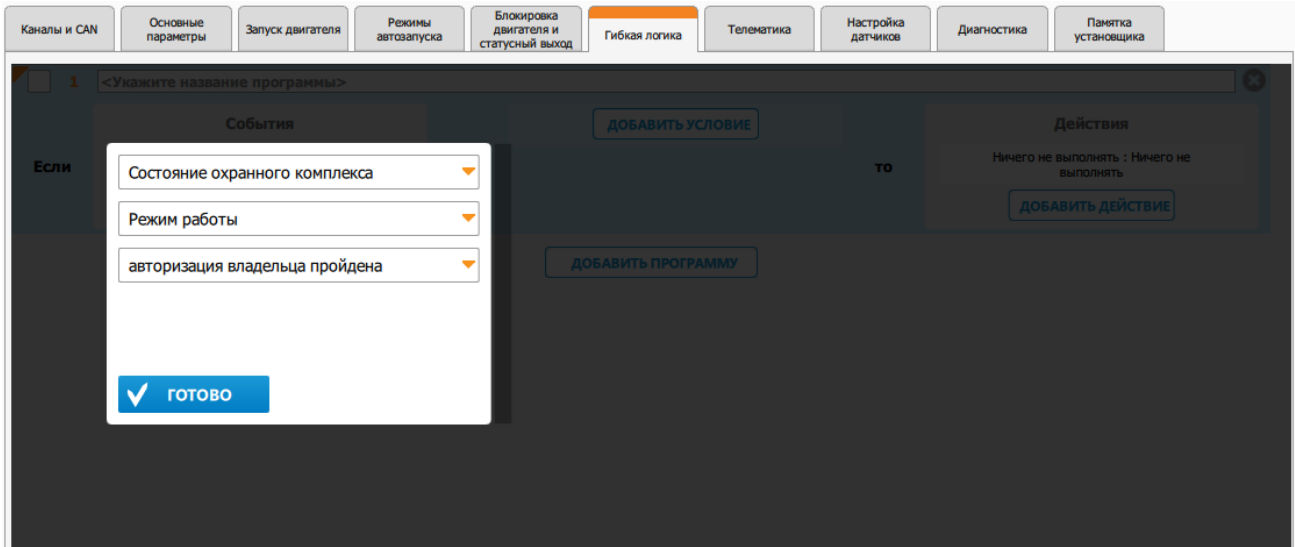 Каналы и CAN
Основные
параметры
Запуск двигателя
Режимы
автозапуска
Блокировка
двигателя и
статусный выход
Гибкая логика
Телематика
Настройка
датчиков
Диагностика
Памятка
установщика
1 <Укажите название программы>
События
ДОБАВИТЬ УСЛОВИЕ
Действия
Если
то
Ничего не выполнять : Ничего не
выполнять
ДОБАВИТЬ ДЕЙСТВИЕ
Состояние охранного комплекса
Режим работы
авторизация владельца пройдена
ГОТОВО
ДОБАВИТЬ ПРОГРАММУ